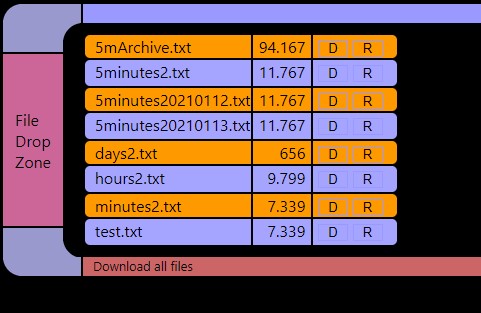 File
Drop
Zone
5mArchive.txt 94.167 D R
5minutes2.txt 11.767 D R
5minutes20210112.txt 11.767 D R
5minutes20210113.txt 11.767 D R
days2.txt 656 D R
hours2.txt 9.799 D R
minutes2.txt 7.339 D R
test.txt 7.339 D R
Download all files